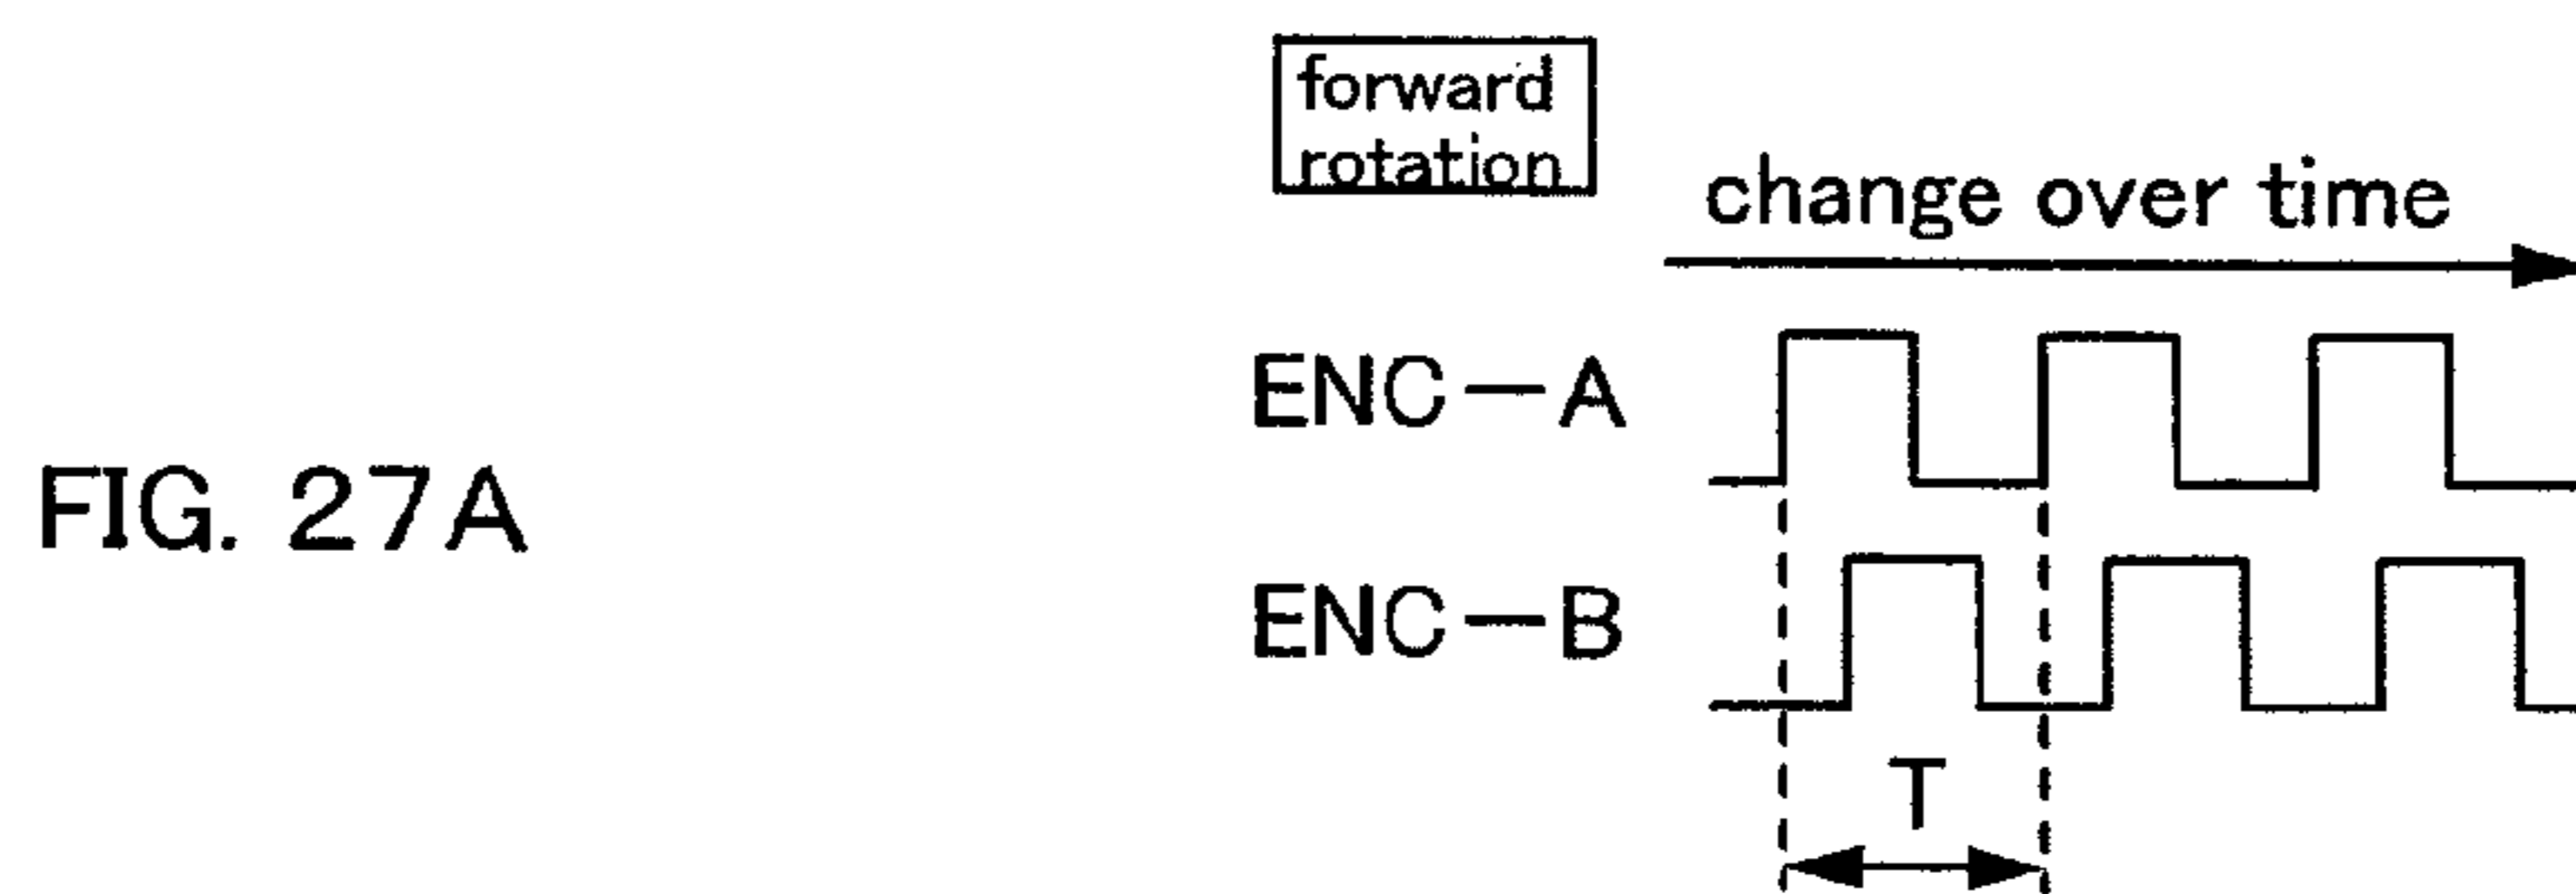 forward
rotation
change over time
ENC-A
FIG. 27A
ENC-B
T